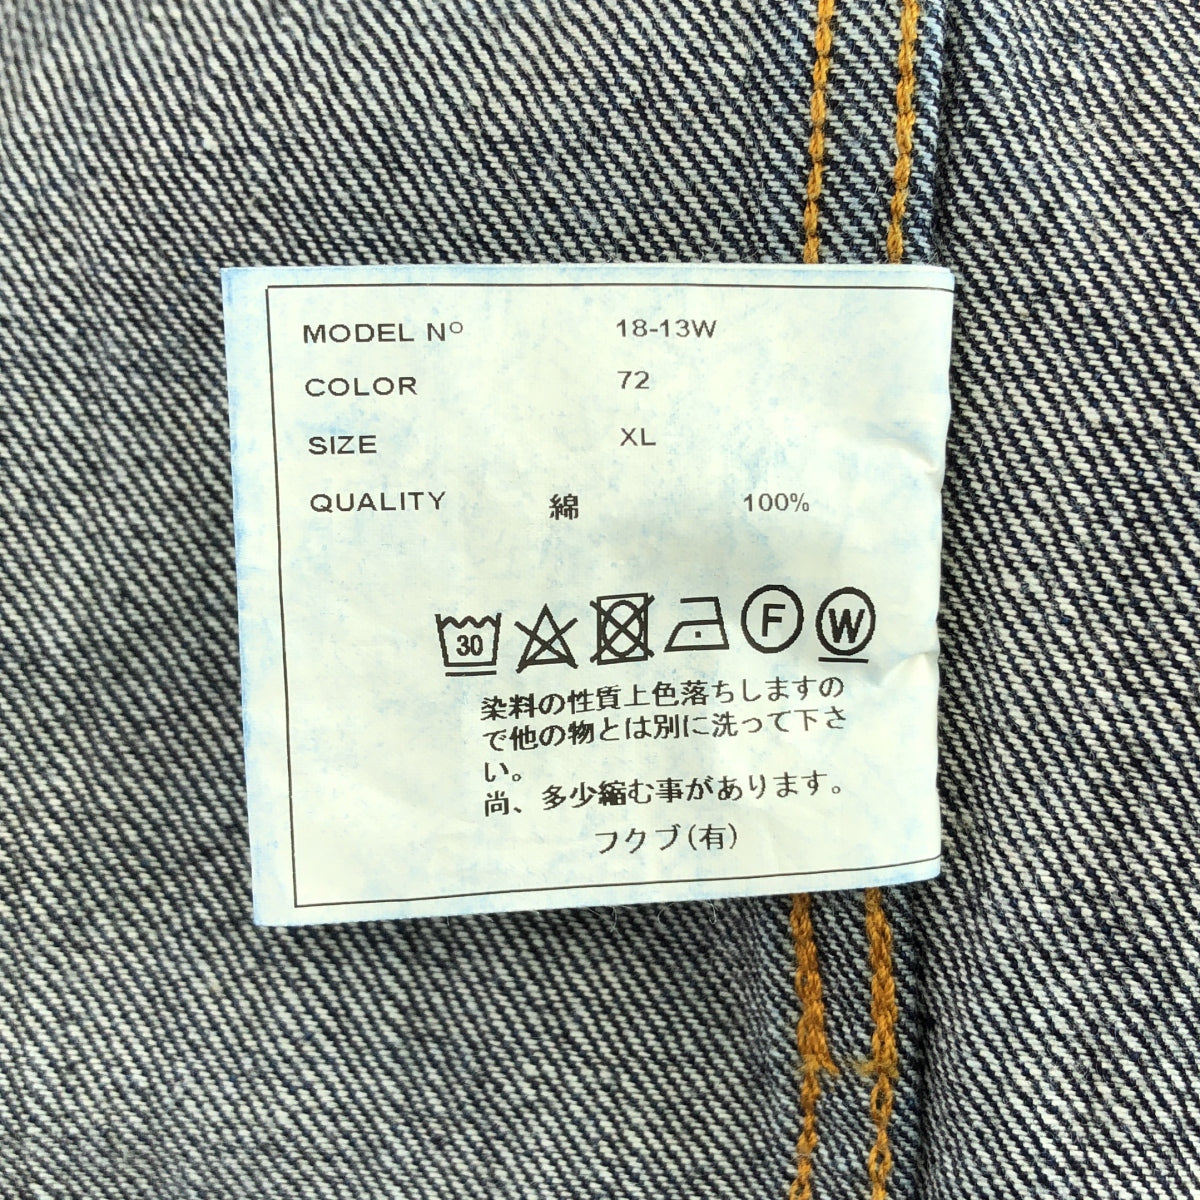 MODEL Nº 18-13W
COLOR 72
SIZE XL
QUALITY 綿 100%
30 F W
染料の性質上色落ちしますの
で他の物とは別に洗って下さ
い。
尚、多少縮む事があります。
フクブ(有)